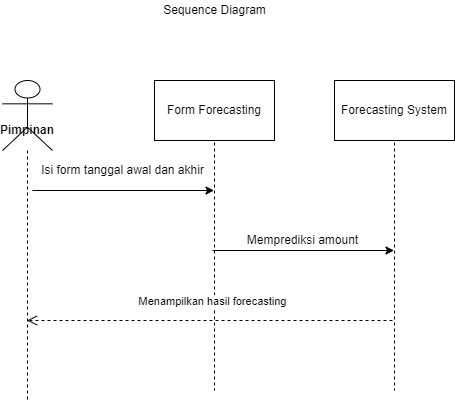 Sequence Diagram
Pimpinan
Form Forecasting
Forecasting System
Isi form tanggal awal dan akhir
Memprediksi amount
Menampilkan hasil forecasting